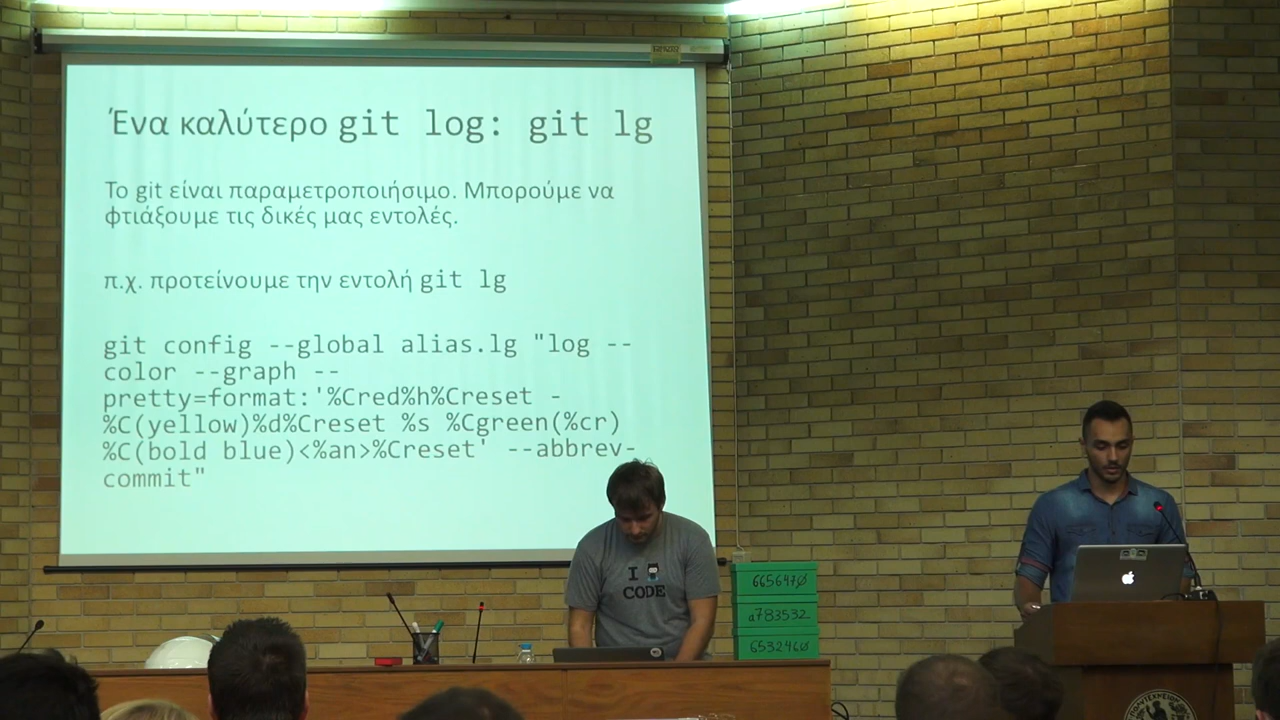 Ένα καλύτερο git log: git lg
Το git είναι παραμετροποιήσιμο. Μπορούμε να
φτιάξουμε τις δικές μας εντολές.
π.χ. προτείνουμε την εντολή git lg
git config --global alias.lg "log --
color --graph --
pretty=format:'%Cred%h%Creset -
%C(yellow)%d%Creset %s %Cgreen(%cr)
%C(bold blue)<%an>%Creset' --abbrev-
commit"
I
CODE
6656470
a783532
6532460